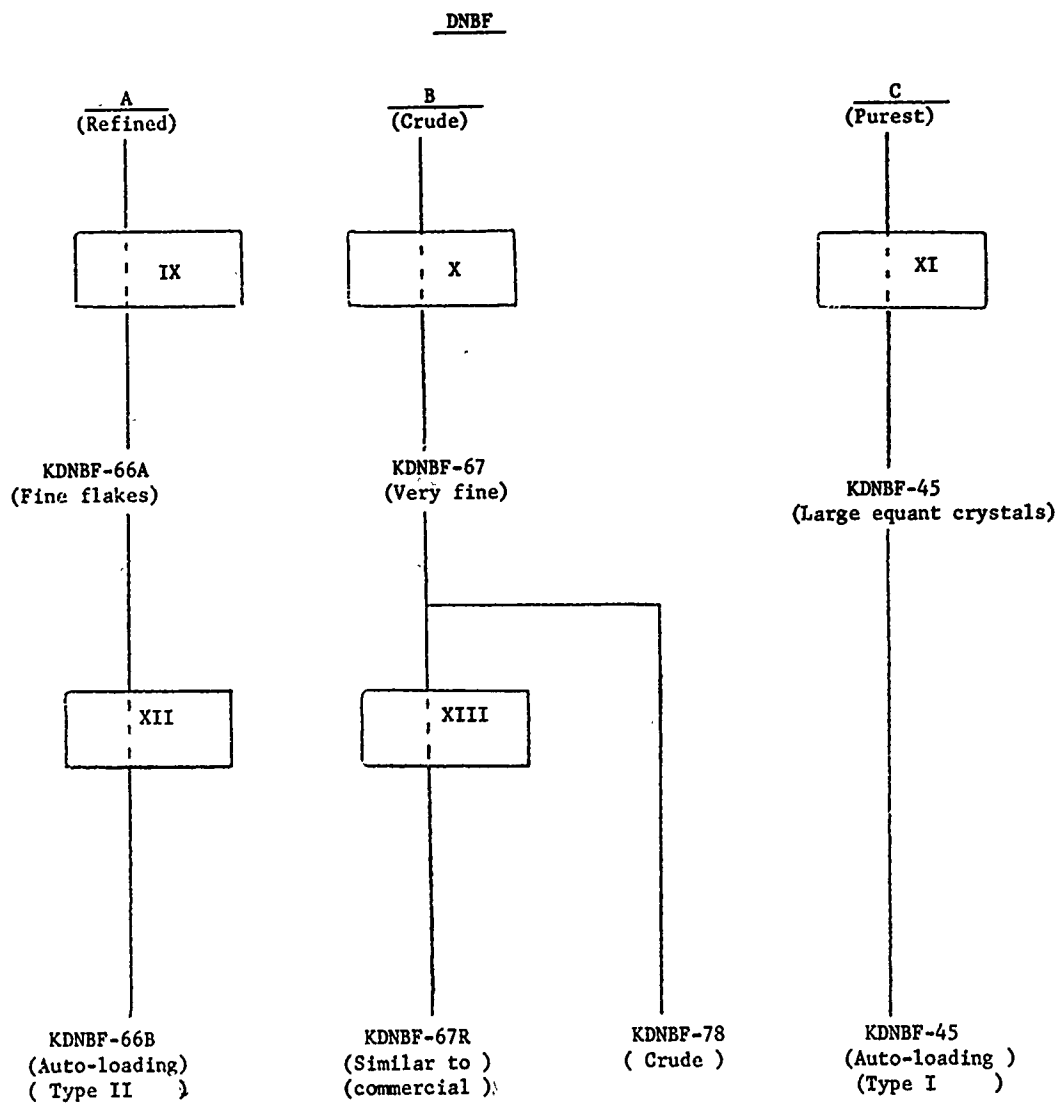 DNBF
A
(Refined)
B
(Crude)
C
(Purest)
IX
X
XI
KDNBF-66A
(Fine flakes)
KDNBF-67
(Very fine)
KDNBF-45
(Large equant crystals)
XII
XIII
KDNBF-66B
(Auto-loading)
( Type II )
KDNBF-67R
(Similar to )
(commercial )
KDNBF-78
( Crude )
KDNBF-45
(Auto-loading )
(Type I )